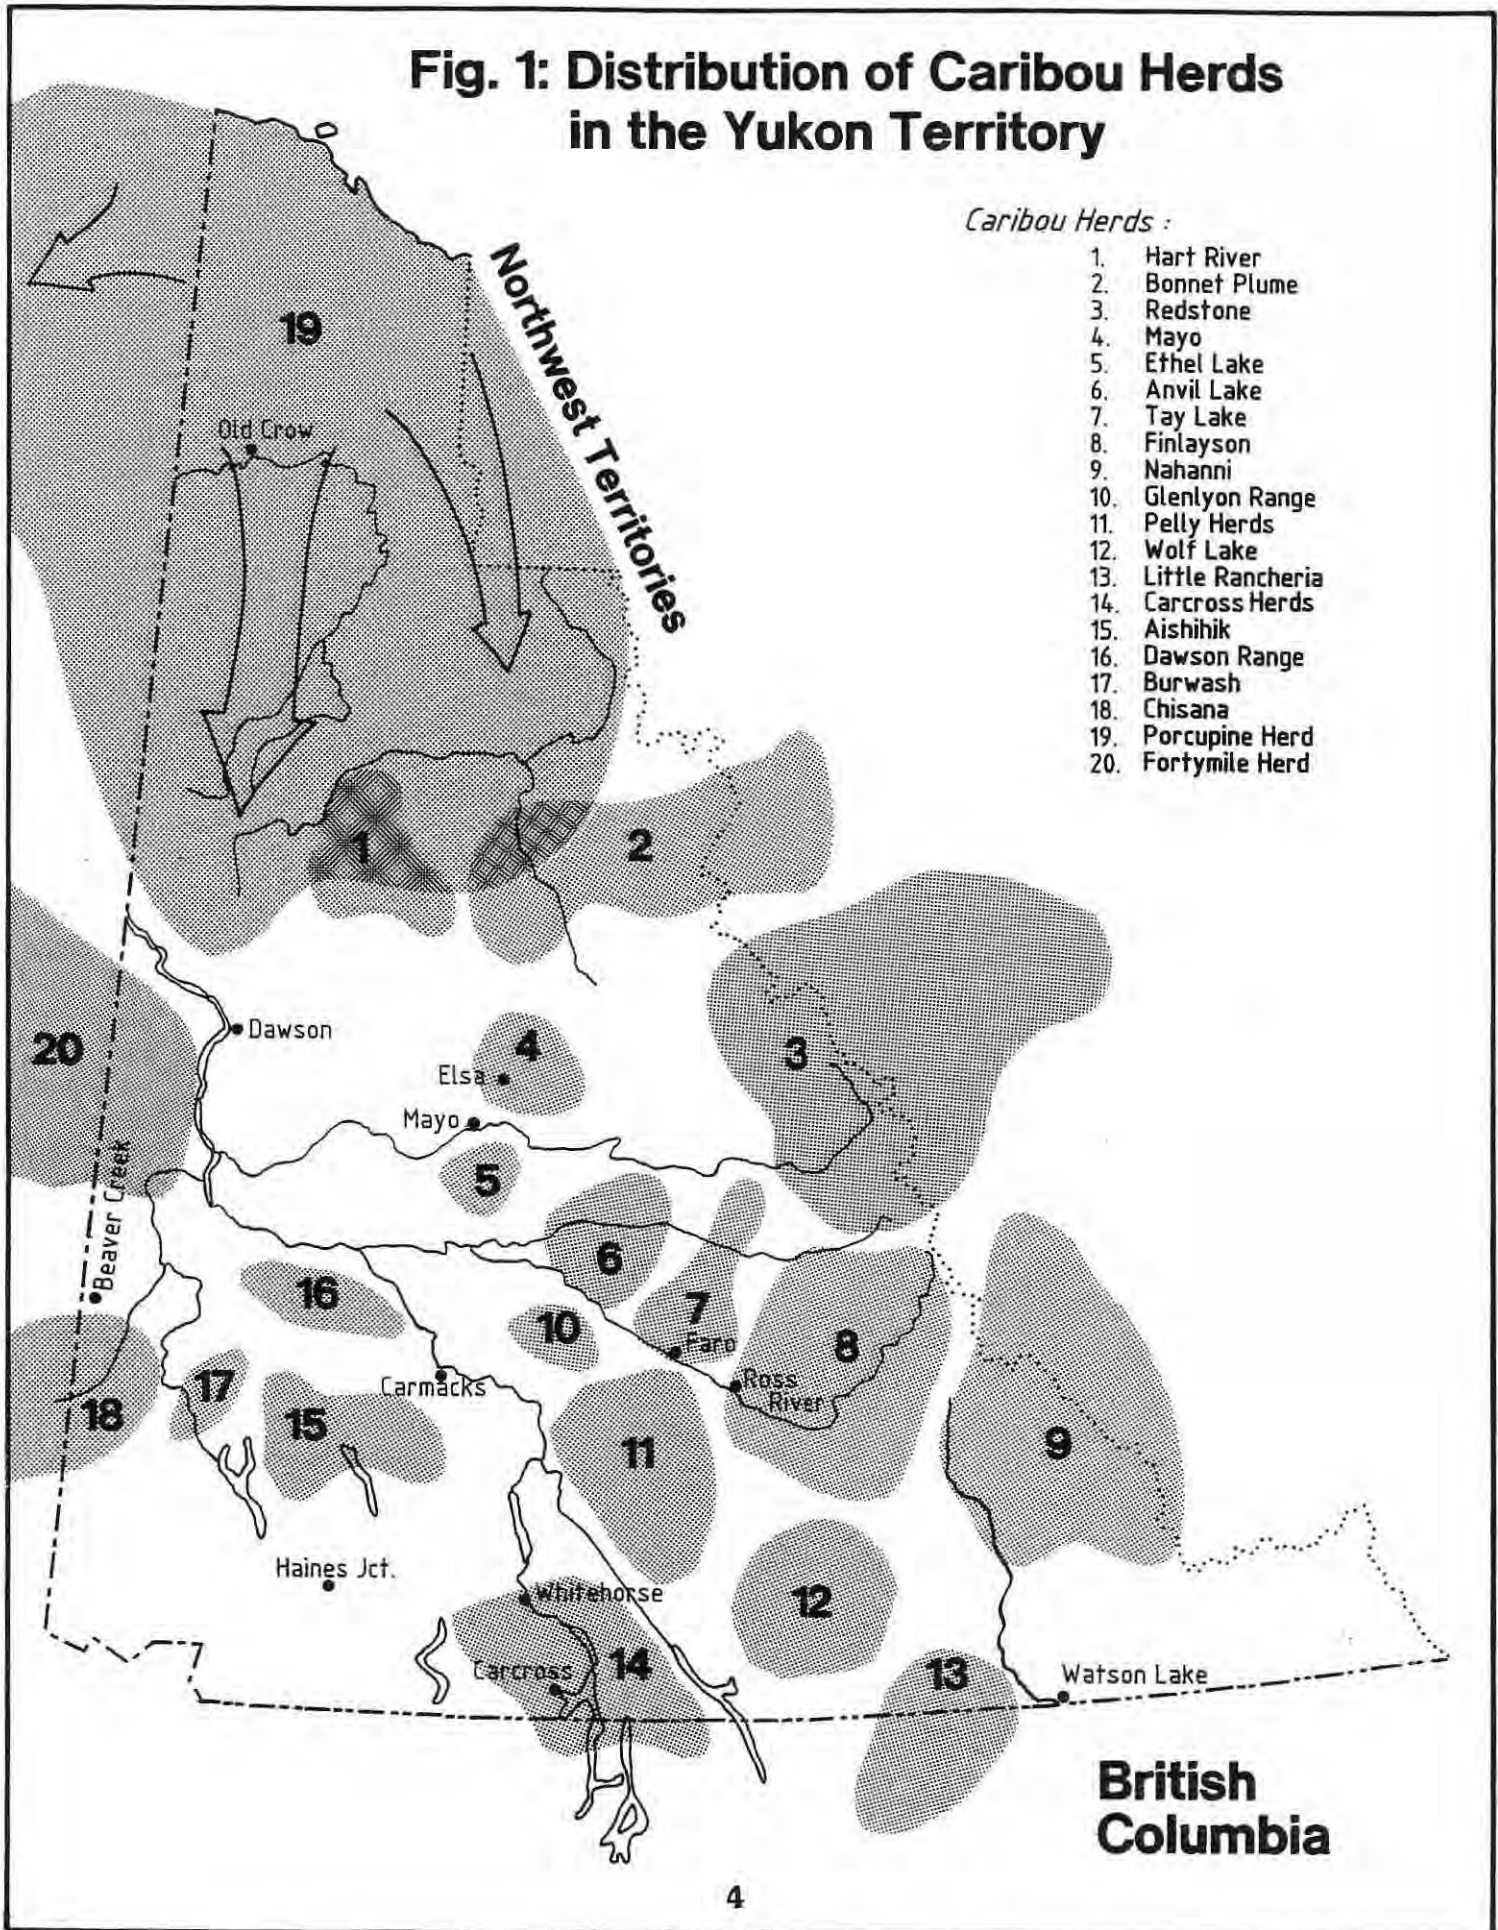 Fig. 1: Distribution of Caribou Herds
in the Yukon Territory
Caribou Herds :
1. Hart River
2. Bonnet Plume
3. Redstone
4. Mayo
5. Ethel Lake
6. Anvil Lake
7. Tay Lake
8. Finlayson
9. Nahanni
10. Glenlyon Range
11. Pelly Herds
12. Wolf Lake
13. Little Rancheria
14. Carcross Herds
15. Aishihik
16. Dawson Range
17. Burwash
18. Chisana
19. Porcupine Herd
20. Fortymile Herd
Northwest Territories
19
Old Crow
1
2
20
Dawson
4
Elsa
3
Mayo
5
Beaver Creek
6
16
7
10
Faro
8
17
Carmacks
Ross
River
18
15
11
9
Haines Jct.
Whitehorse
12
14
Carcross
13
Watson Lake
British
Columbia
4